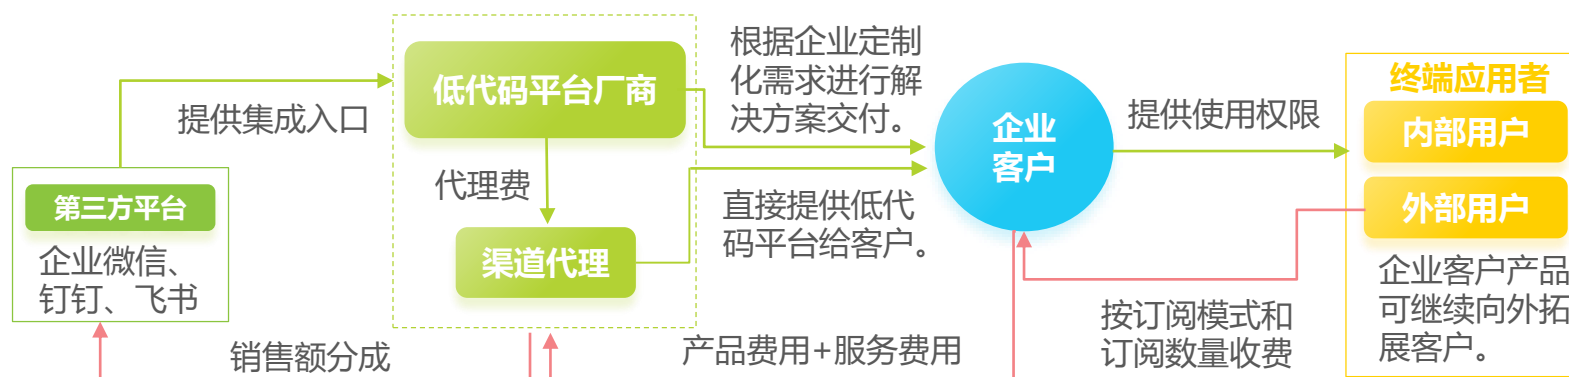 提供集成入口
第三方平台
企业微信、
钉钉、飞书
销售额分成
低代码平台厂商
代理费
渠道代理
根据企业定制
化需求进行解
决方案交付。
直接提供低代
码平台给客户。
产品费用+服务费用
企业
客户
提供使用权限
按订阅模式和
订阅数量收费
终端应用者
内部用户
外部用户
企业客户产品
可继续向外拓
展客户。